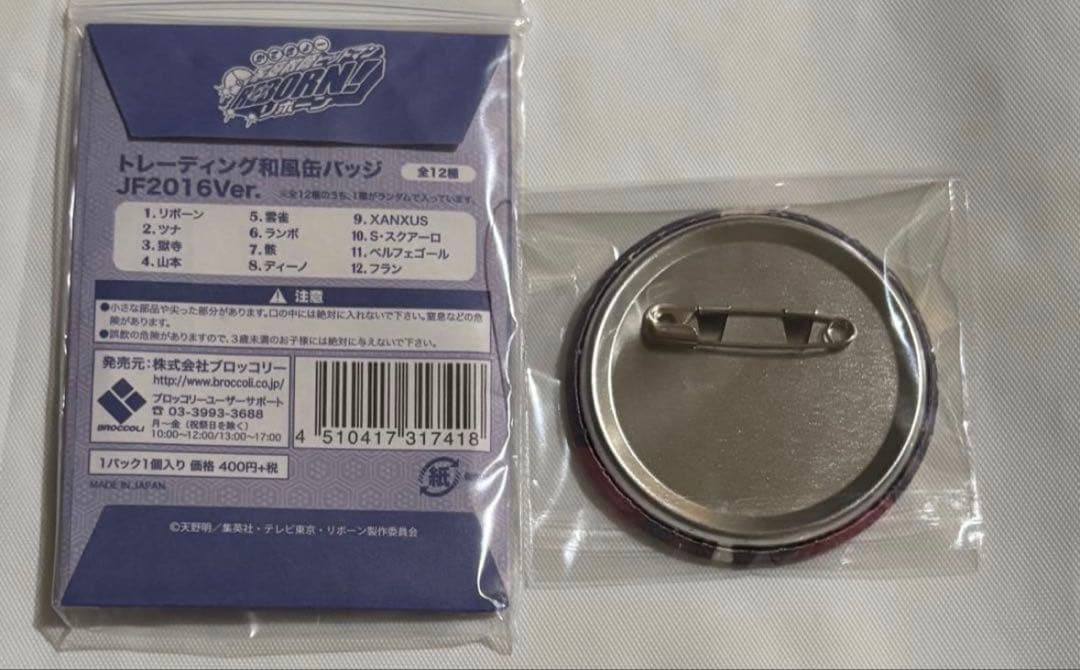 かてきょー
ヒットマン
REBORN!!
リボーン
トレーディング和風缶バッジ 全12種
JF2016Ver. ※全12種のうち、1種がランダムで入っています。
1. リボーン
2. ツナ
3. 獄寺
4. 山本
5. 雲雀
6. ランボ
7. 骸
8. ディーノ
9. XANXUS
10. S・スクアーロ
11. ベルフェゴール
12. フラン
注意
●小さな部品や尖った部分があります。口の中には絶対に入れないで下さい。窒息などの危
険があります。
●誤飲の危険がありますので、3歳未満のお子様には絶対に与えないで下さい。
発売元：株式会社ブロッコリー
http://www.broccoli.co.jp/
BROCCOLI
ブロッコリーユーザーサポート
☎ 03-3993-3688
月～金（祝祭日を除く）
10:00～12:00/13:00～17:00
4 510417 317418
1パック1個入り 価格 400円+税
紙
MADE IN JAPAN
©天野明／集英社・テレビ東京・リボーン製作委員会